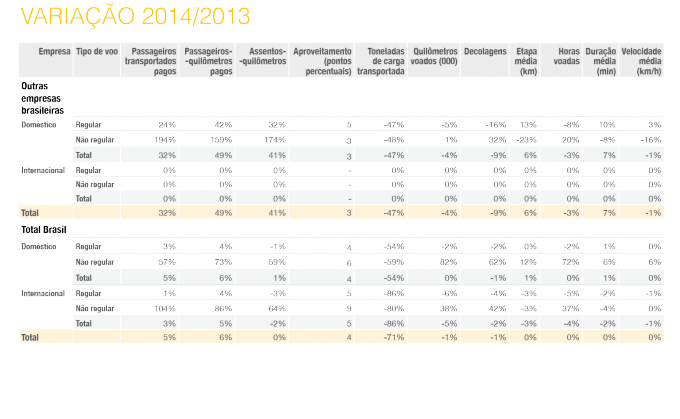 VARIAÇÃO 2014/2013
Empresa Tipo de voo Passageiros transportados pagos Passageiros-quilômetros pagos Assentos-quilômetro Aproveitamento (pontos percentuais) Toneladas de carga transportada Quilômetros voados (000) Decolagens Etapa média (km) Horas voadas Duração média (min) Velocidade média (km/h)
Outras
empresas
brasileiras
Doméstico Regular 24% 42% 32% 5 -47% -5% -16% 13% -8% 10% 3%
Não regular 194% 159% 174% 3 -48% 1% 32% -23% 20% -8% -16%
Total 32% 49% 41% 3 -47% -4% -9% 6% -3% 7% -1%
Internacional Regular 0% 0% 0% - 0% 0% 0% 0% 0% 0% 0%
Não regular 0% 0% 0% - 0% 0% 0% 0% 0% 0% 0%
Total 0% 0% 0% - 0% 0% 0% 0% 0% 0% 0%
Total 32% 49% 41% 3 -47% -4% -9% 6% -3% 7% -1%
Total Brasil
Doméstico Regular 3% 4% -1% 4 -54% -2% -2% 0% -2% 1% 0%
Não regular 57% 73% 59% 6 -59% 82% 62% 12% 72% 6% 6%
Total 5% 6% 1% 4 -54% 0% -1% 1% 0% 1% 0%
Internacional Regular 1% 4% -3% 5 -86% -6% -4% -3% -5% -2% -1%
Não regular 104% 86% 64% 9 -80% 38% 42% -3% 37% -4% 0%
Total 3% 5% -2% 5 -86% -5% -2% -3% -4% -2% -1%
Total 5% 6% 0% 4 -71% -1% -1% 0% 0% 0% 0%